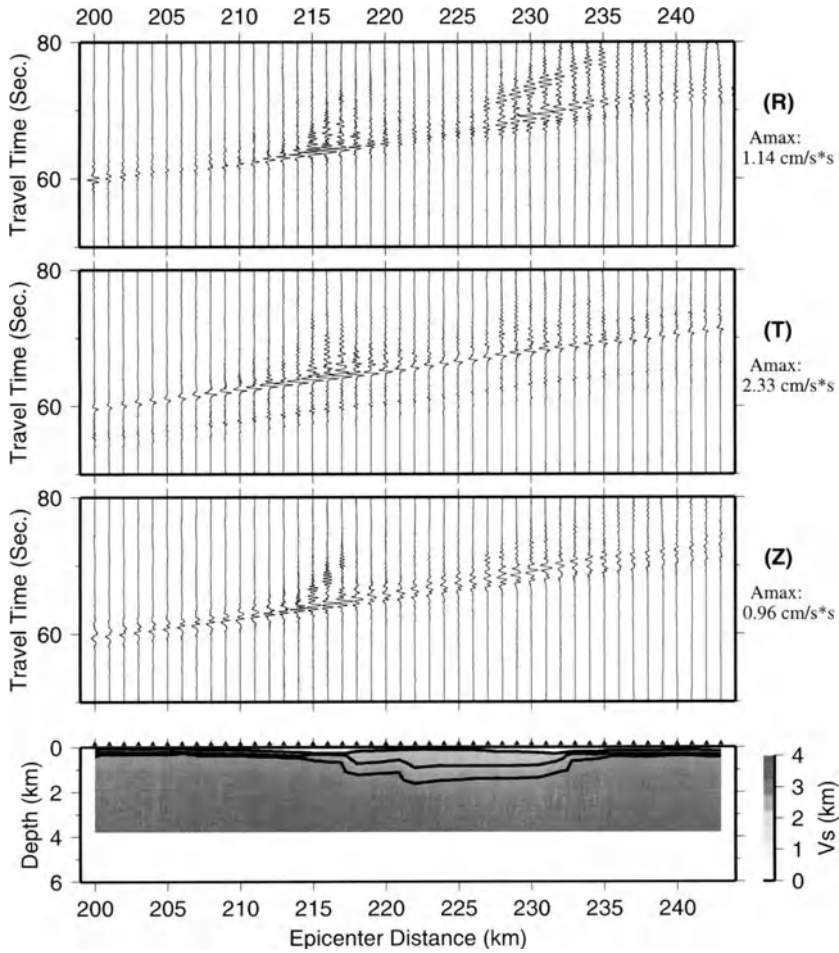 200 205 210 215 220 225 230 235 240
80
60
Travel Time (Sec.)
(R)
Amax:
1.14 cm/s*s
80
60
Travel Time (Sec.)
(T)
Amax:
2.33 cm/s*s
80
60
Travel Time (Sec.)
(Z)
Amax:
0.96 cm/s*s
0
2
4
6
Depth (km)
4
3
2
1
0
Vs (km)
200 205 210 215 220 225 230 235 240
Epicenter Distance (km)